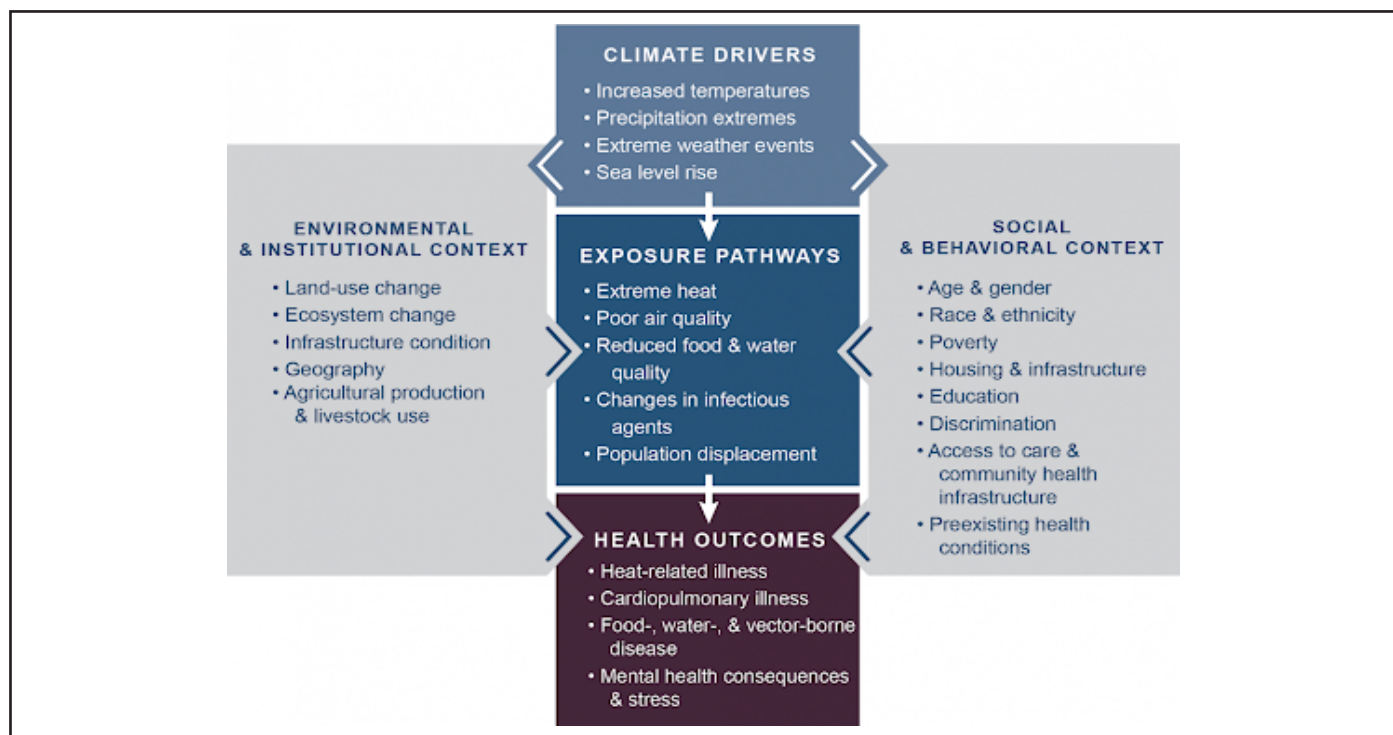 CLIMATE DRIVERS
• Increased temperatures
• Precipitation extremes
• Extreme weather events
• Sea level rise
ENVIRONMENTAL
& INSTITUTIONAL CONTEXT
• Land-use change
• Ecosystem change
• Infrastructure condition
• Geography
• Agricultural production
& livestock use
EXPOSURE PATHWAYS
• Extreme heat
• Poor air quality
• Reduced food & water
quality
• Changes in infectious
agents
• Population displacement
SOCIAL
& BEHAVIORAL CONTEXT
• Age & gender
• Race & ethnicity
• Poverty
• Housing & infrastructure
• Education
• Discrimination
• Access to care &
community health
infrastructure
• Preexisting health
conditions
HEALTH OUTCOMES
• Heat-related illness
• Cardiopulmonary illness
• Food-, water-, & vector-borne
disease
• Mental health consequences
& stress